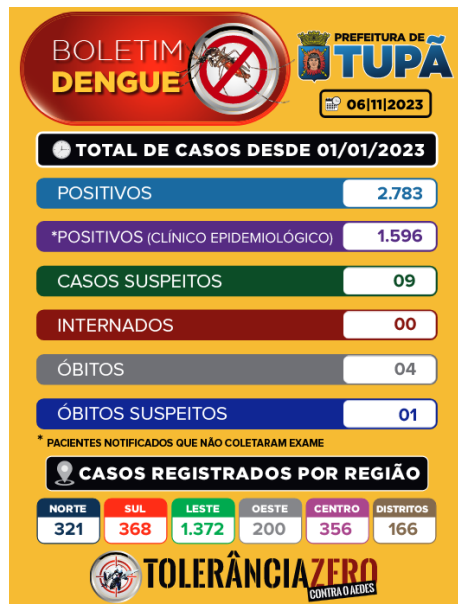 BOLETIM
DENGUE
PREFEITURA DE
TUPÃ
06|11|2023
TOTAL DE CASOS DESDE 01/01/2023
POSITIVOS 2.783
*POSITIVOS (CLÍNICO EPIDEMIOLÓGICO) 1.596
CASOS SUSPEITOS 09
INTERNADOS 00
ÓBITOS 04
ÓBITOS SUSPEITOS 01
* PACIENTES NOTIFICADOS QUE NÃO COLETARAM EXAME
CASOS REGISTRADOS POR REGIÃO
NORTE SUL LESTE OESTE CENTRO DISTRITOS
321 368 1.372 200 356 166
TOLERÂNCIAZERO
CONTRA O AEDES